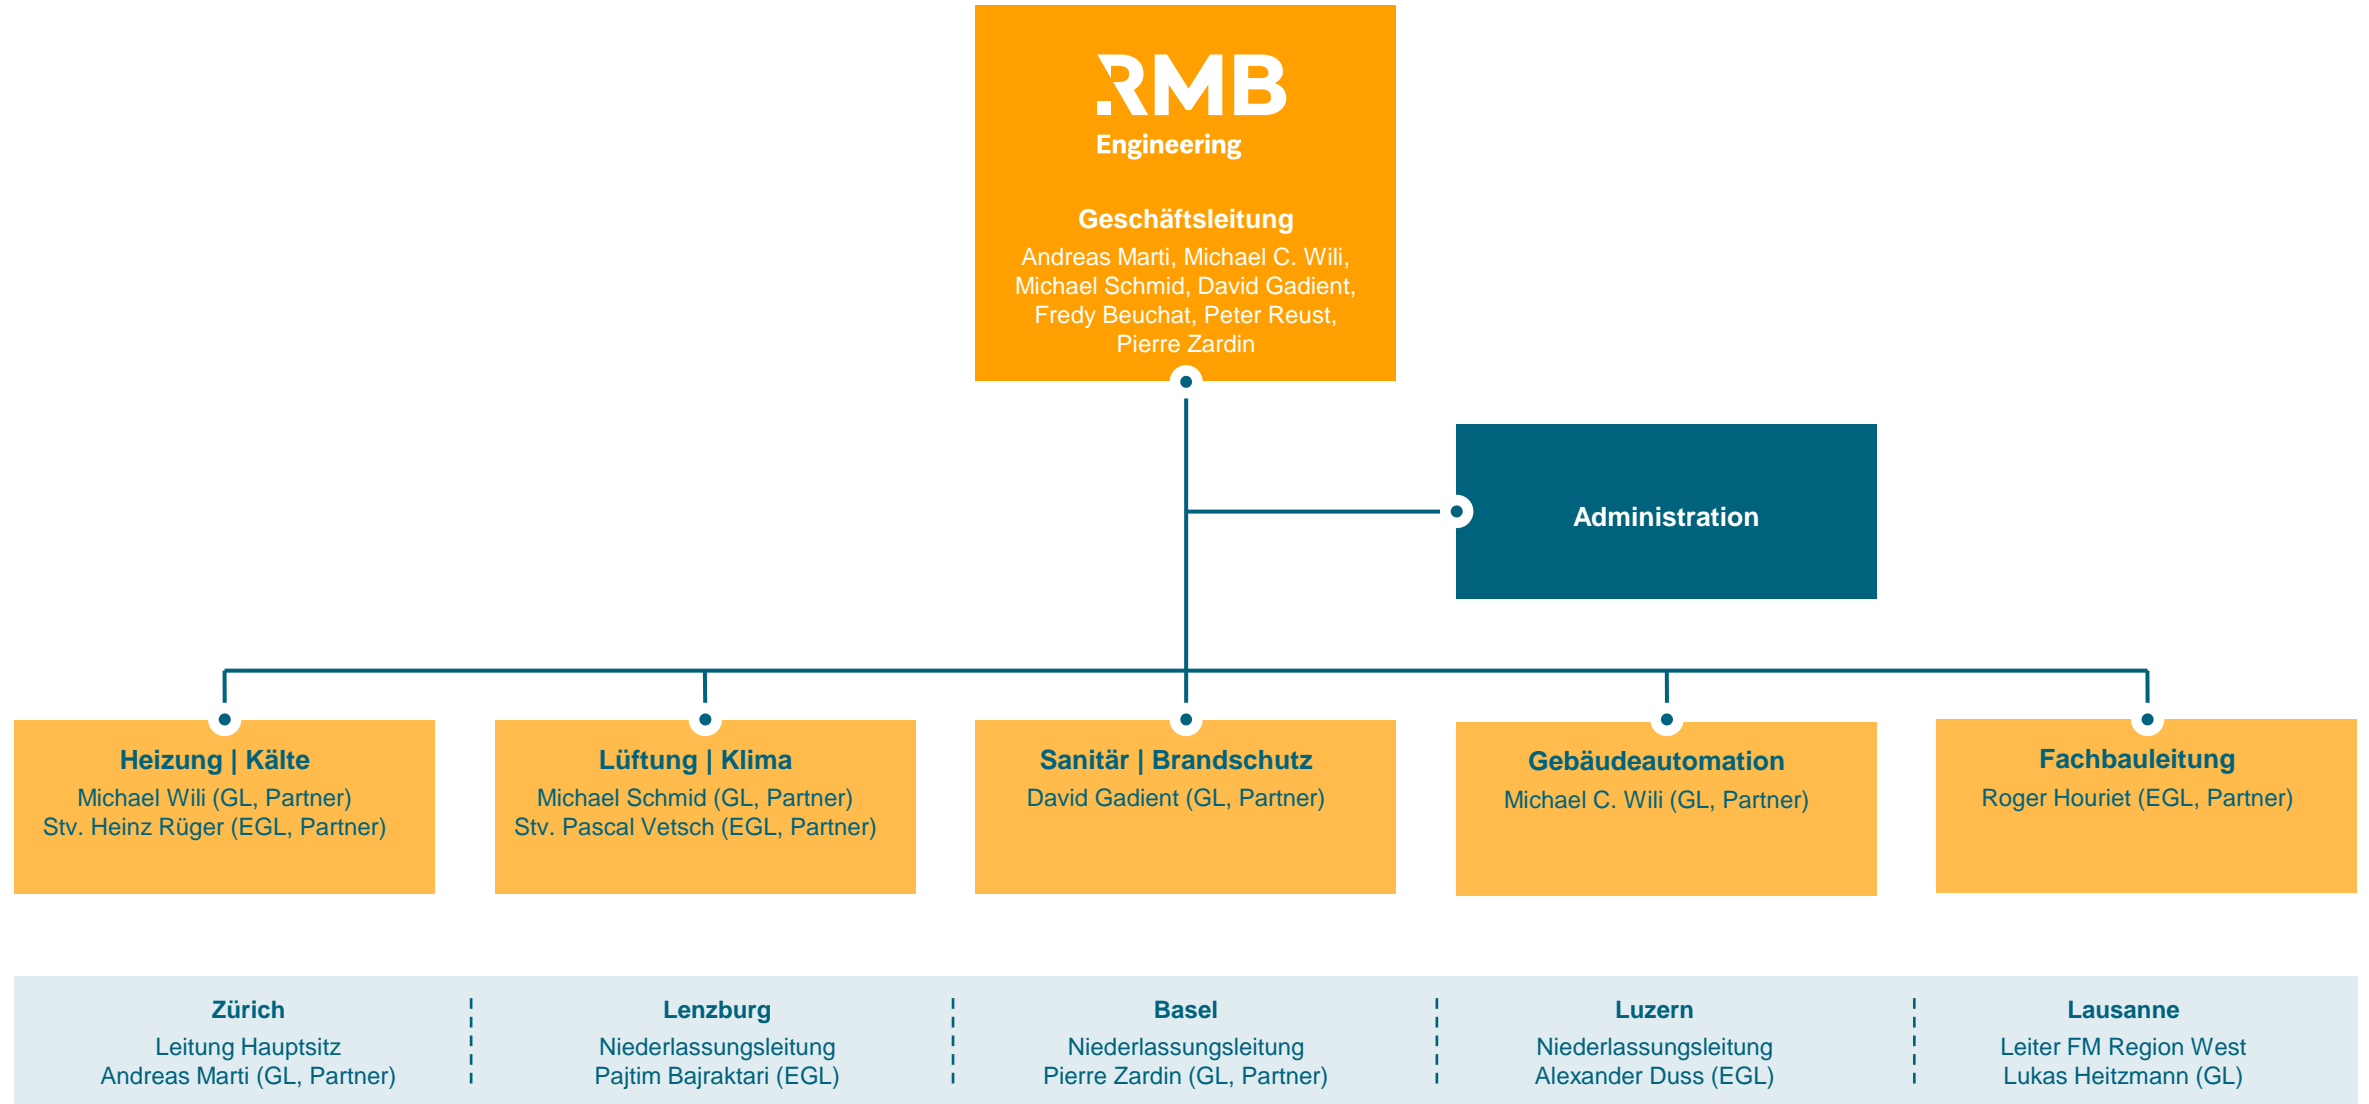 RMB
Engineering
Geschäftsleitung
Andreas Marti, Michael C. Wili,
Michael Schmid, David Gadient,
Fredy Beuchat, Peter Reust,
Pierre Zardin
Administration
Heizung | Kälte
Michael Wili (GL, Partner)
Stv. Heinz Rüger (EGL, Partner)
Lüftung | Klima
Michael Schmid (GL, Partner)
Stv. Pascal Vetsch (EGL, Partner)
Sanitär | Brandschutz
David Gadient (GL, Partner)
Gebäudeautomation
Michael C. Wili (GL, Partner)
Fachbauleitung
Roger Houriet (EGL, Partner)
Zürich
Leitung Hauptsitz
Andreas Marti (GL, Partner)
Lenzburg
Niederlassungsleitung
Pajtim Bajraktari (EGL)
Basel
Niederlassungsleitung
Pierre Zardin (GL, Partner)
Luzern
Niederlassungsleitung
Alexander Duss (EGL)
Lausanne
Leiter FM Region West
Lukas Heitzmann (GL)